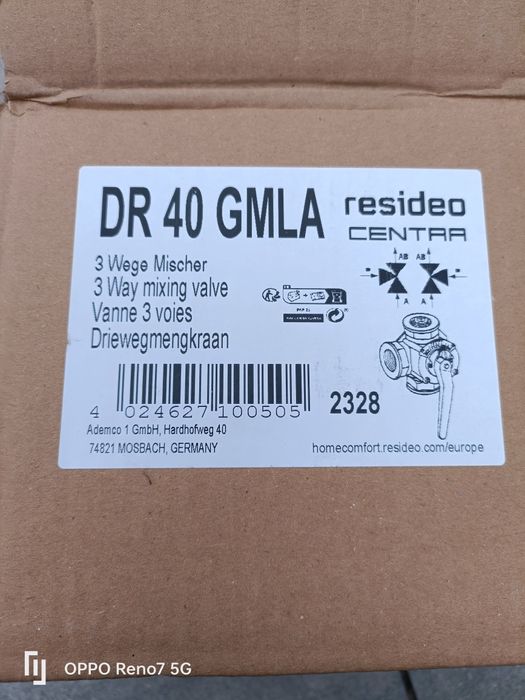 DR 40 GMLA
resideo
CENTRA
3 Wege Mischer
3 Way mixing valve
Vanne 3 voies
Driewegmengkraan
AB AB
B B
A A
4 024627 100505
2328
Ademco 1 GmbH, Hardhofweg 40
74821 MOSBACH, GERMANY
homecomfort.resideo.com/europe
OPPO Reno7 5G